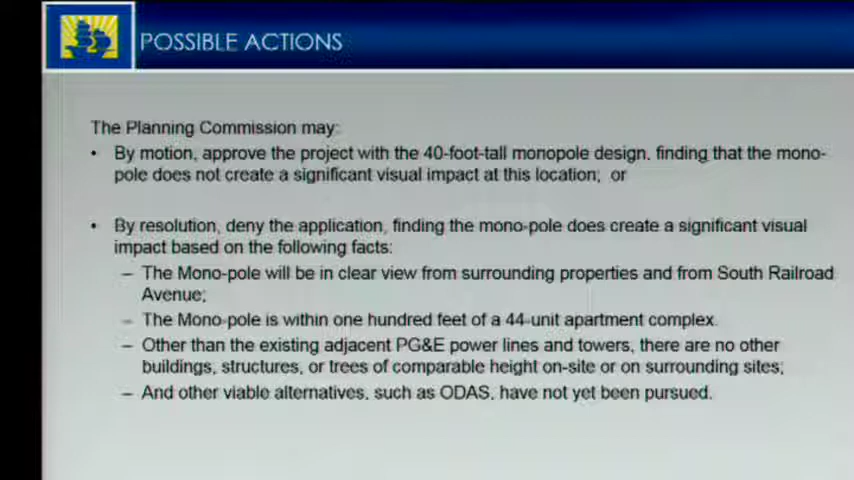 POSSIBLE ACTIONS
The Planning Commission may:
• By motion, approve the project with the 40-foot-tall monopole design, finding that the mono-
pole does not create a significant visual impact at this location; or
• By resolution, deny the application, finding the mono-pole does create a significant visual
impact based on the following facts:
– The Mono-pole will be in clear view from surrounding properties and from South Railroad
Avenue;
– The Mono-pole is within one hundred feet of a 44-unit apartment complex.
– Other than the existing adjacent PG&E power lines and towers, there are no other
buildings, structures, or trees of comparable height on-site or on surrounding sites;
– And other viable alternatives, such as ODAS, have not yet been pursued.